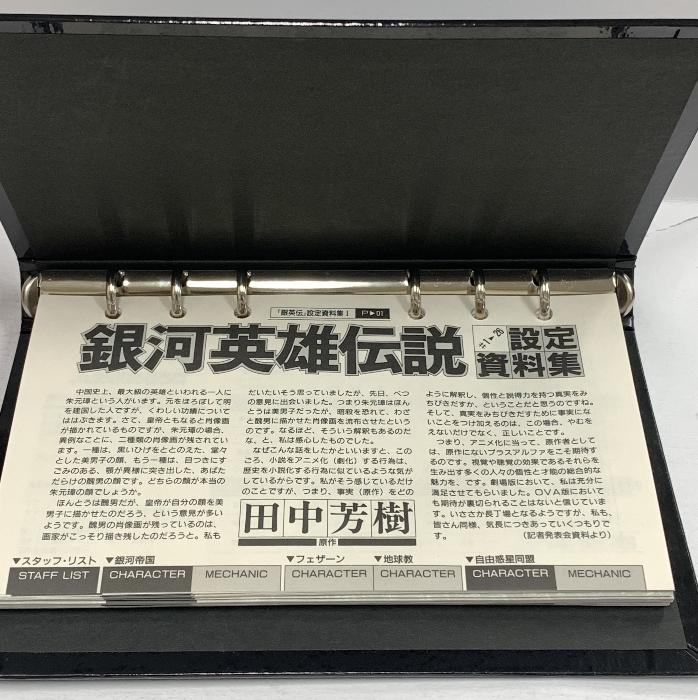 「銀英伝」設定資料集Ⅰ P▶01
銀河英雄伝説
#1▶26
設定
資料集
中国史上、最大級の英雄といわれる一人に
朱元璋という人がいます。元をほろぼして明
を建国した人ですが、くわしい功績について
ははぶきます。さて、皇帝ともなると肖像画
が描かれているものですが、朱元璋の場合、
異例なことに、二種類の肖像画が残されてい
ます。一種は、黒いひげをととのえた、堂々
とした美男子の顔、もう一種は、目つきにす
ごみのある、顎が異様に突き出した、あばた
だらけの醜男の顔です。どちらの顔が本当の
朱元璋の顔でしょうか。
ほんとうは醜男だが、皇帝が自分の顔を美
男子に描かせたのだろう、という意見が多い
ようです。醜男の肖像画が残っているのは、
画家がこっそり描き残したのだろうと。私も
だいたいそう思っていましたが、先日、べつ
の意見に出会いました。つまり朱元璋はほん
とうは美男子だったが、暗殺を恐れて、わざ
と醜男に描かせた肖像画を流布させたという
のです。なるほど、そういう解釈もあるのだ
な、と、私は感心したものでした。
なぜこんな話をしたかといいますと、このご
ろ、小説をアニメ化(劇化)する行為は、
歴史を小説化する行為に似ているような気が
しているからです。私がそう感じているだけ
のことですが、つまり、事実(原作)をどの
ように解釈し、個性と説得力を持つ真実をみ
ちびきだすか、ということだと思うのですね。
そして、真実をみちびきだすために事実にな
いことをつけ加えるのは、この場合、やむを
えないだけでなく、正しいことです。
つまり、アニメ化に当って、原作者として
は、原作にないプラスアルファをこそ期待す
るのです。視覚や聴覚の効果であるそれらを
生み出す多くの人々の個性と才能の総合的な
魅力を、です。劇場版において、私は充分に
満足させてもらいました。OVA版において
も期待が裏切られることはないと信じていま
す。いささか長丁場となるようですが、私も、
皆さん同様、気長につきあっていくつもりで
す。 (記者発表会資料より)
田中芳樹
原作
▼スタッフ・リスト ▼銀河帝国 ▼フェザーン ▼地球教 ▼自由惑星同盟
STAFF LIST CHARACTER MECHANIC CHARACTER CHARACTER CHARACTER MECHANIC